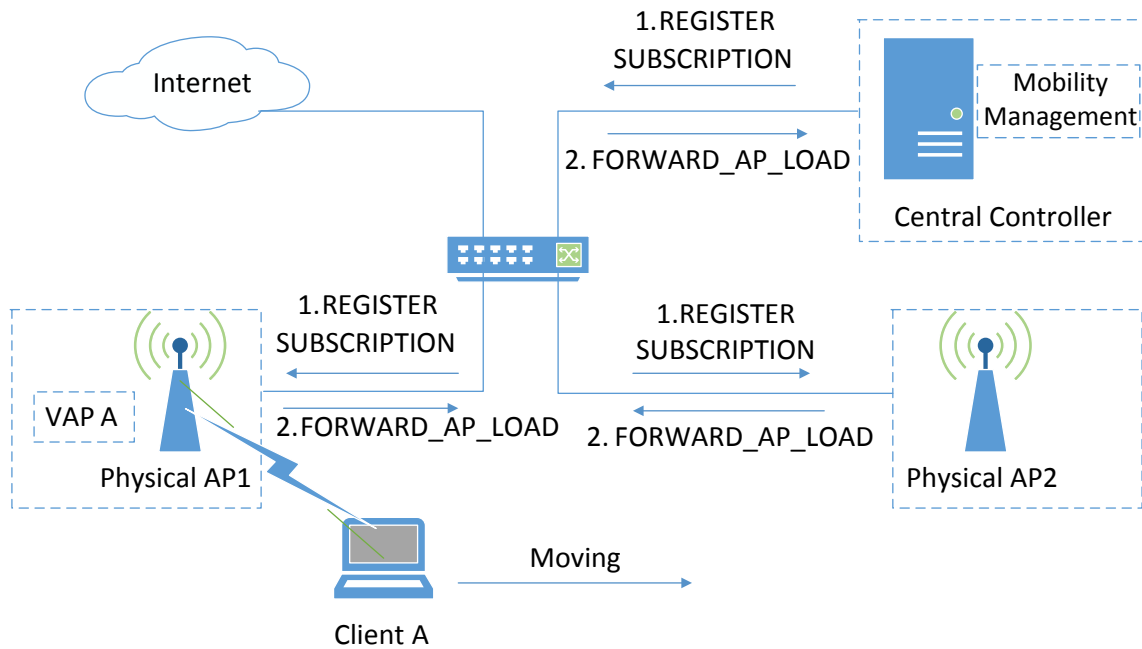 1.REGISTER
SUBSCRIPTION
Internet
Mobility
Management
2. FORWARD_AP_LOAD
Central Controller
1.REGISTER
SUBSCRIPTION
1.REGISTER
SUBSCRIPTION
VAP A
2.FORWARD_AP_LOAD
2. FORWARD_AP_LOAD
Physical AP1
Physical AP2
Moving
Client A